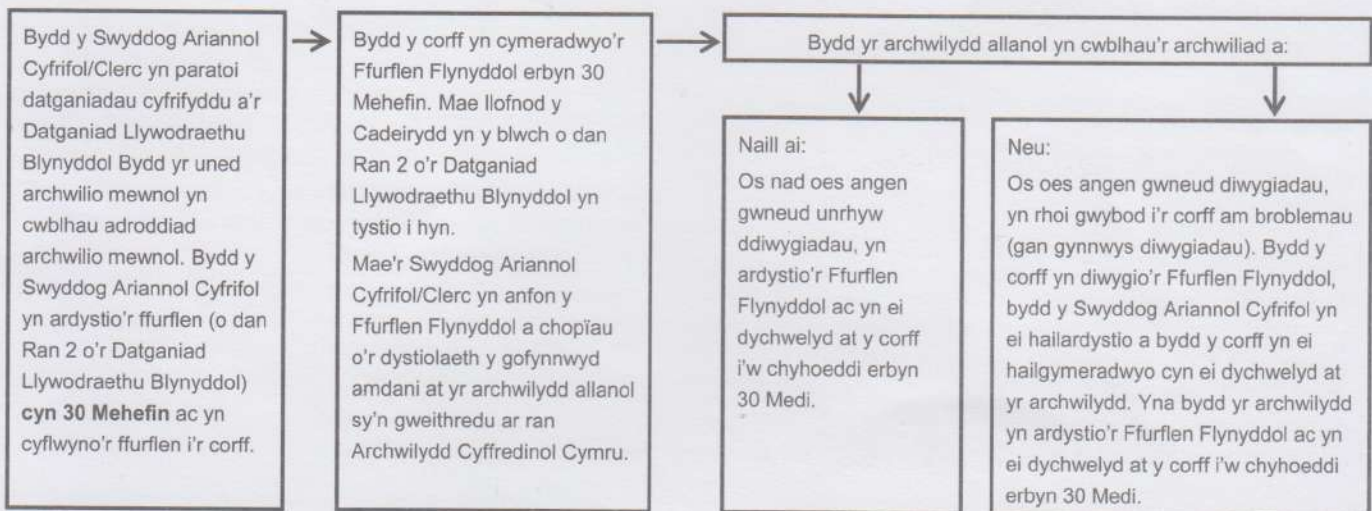 Bydd y Swyddog Ariannol
Cyfrifol/Clerc yn paratoi
datganiadau cyfrifyddu a'r
Datganiad Llywodraethu
Blynyddol Bydd yr uned
archwilio mewnol yn
cwblhau adroddiad
archwilio mewnol. Bydd y
Swyddog Ariannol Cyfrifol
yn ardystio'r ffurflen (o dan
Ran 2 o'r Datganiad
Llywodraethu Blynyddol)
cyn 30 Mehefin ac yn
cyflwyno'r ffurflen i'r corff.
Bydd y corff yn cymeradwyo'r
Ffurflen Flynyddol erbyn 30
Mehefin. Mae llofnod y
Cadeirydd yn y blwch o dan
Ran 2 o'r Datganiad
Llywodraethu Blynyddol yn
tystio i hyn.
Mae'r Swyddog Ariannol
Cyfrifol/Clerc yn anfon y
Ffurflen Flynyddol a chopïau
o'r dystiolaeth y gofynnwyd
amdani at yr archwilydd allanol
sy'n gweithredu ar ran
Archwilydd Cyffredinol Cymru.
Bydd yr archwilydd allanol yn cwblhau'r archwiliad a:
Naill ai:
Os nad oes angen
gwneud unrhyw
ddiwygiadau, yn
ardystio'r Ffurflen
Flynyddol ac yn ei
dychwelyd at y corff
i'w chyhoeddi erbyn
30 Medi.
Neu:
Os oes angen gwneud diwygiadau,
yn rhoi gwybod i'r corff am broblemau
(gan gynnwys diwygiadau). Bydd y
corff yn diwygio'r Ffurflen Flynyddol,
bydd y Swyddog Ariannol Cyfrifol yn
ei hailardystio a bydd y corff yn ei
hailgymeradwyo cyn ei dychwelyd at
yr archwilydd. Yna bydd yr archwilydd
yn ardystio'r Ffurflen Flynyddol ac yn
ei dychwelyd at y corff i'w chyhoeddi
erbyn 30 Medi.